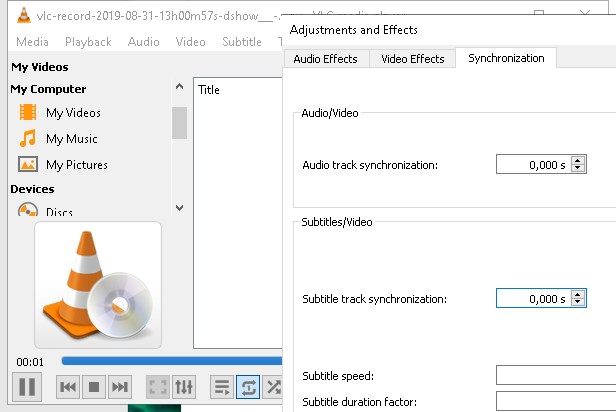 vlc-record-2019-08-31-13h00m57s-dshow___-
Adjustments and Effects
Media Playback Audio Video Subtitle
Audio Effects Video Effects Synchronization
My Videos
My Computer
My Videos
My Music
My Pictures
Devices
Discs
Title
Audio/Video
Audio track synchronization: 0,000 s
Subtitles/Video
Subtitle track synchronization: 0,000 s
Subtitle speed:
Subtitle duration factor:
00:01